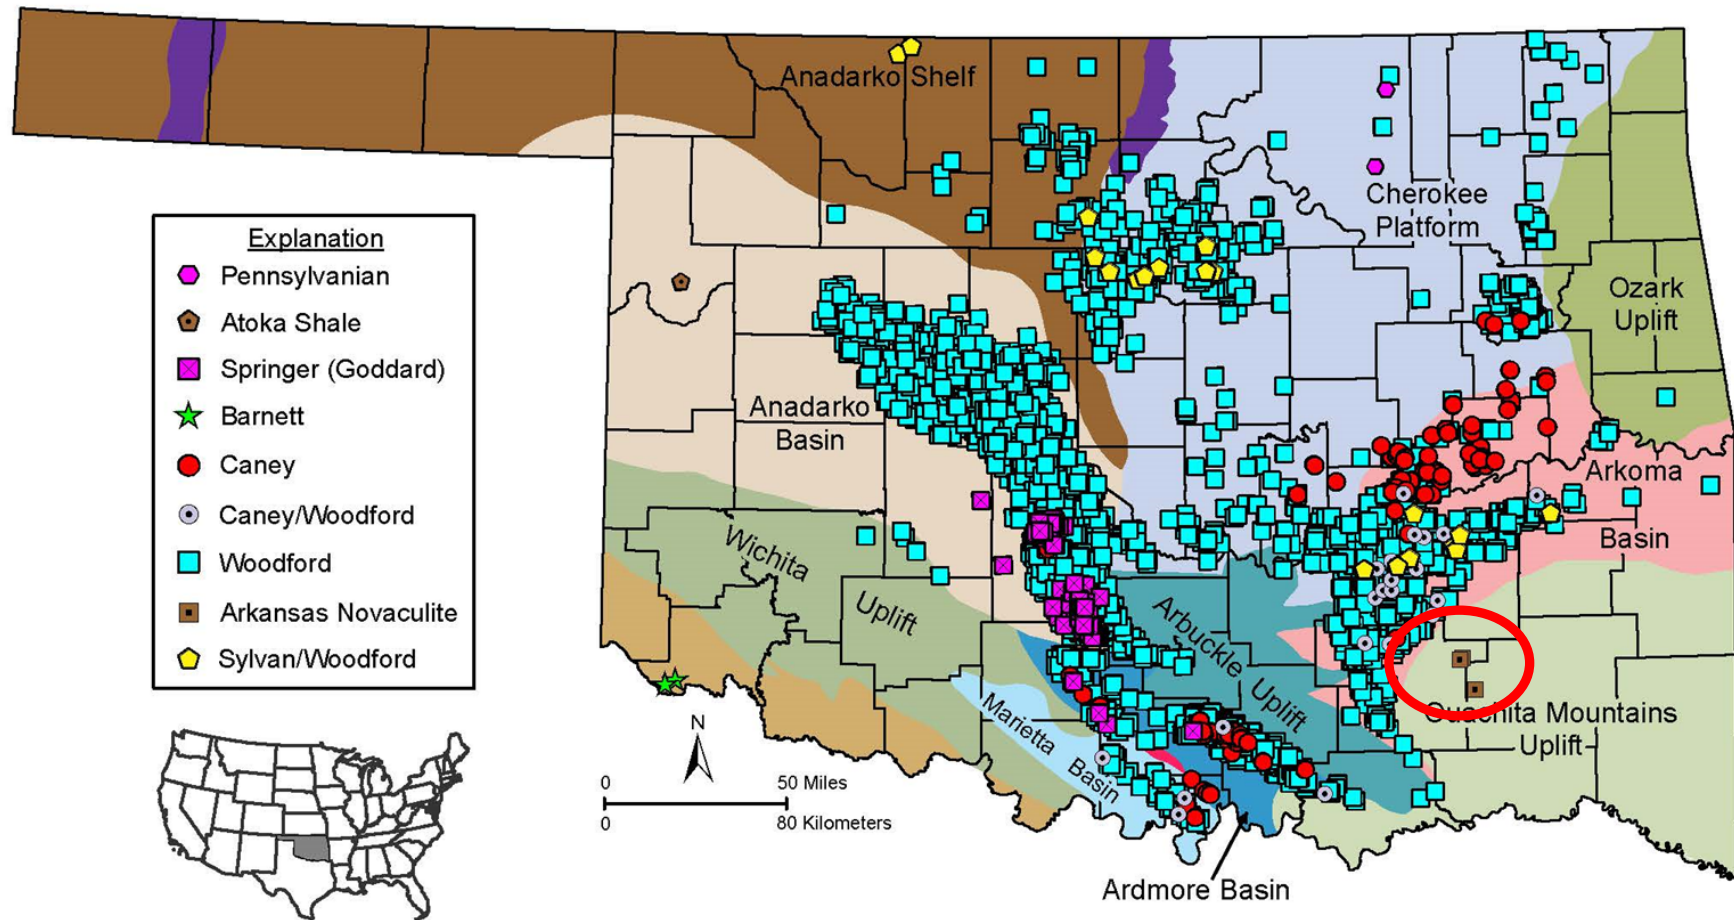 Anadarko Shelf
Cherokee
Platform
Ozark
Uplift
Explanation
Pennsylvanian
Atoka Shale
Springer (Goddard)
Barnett
Caney
Caney/Woodford
Woodford
Arkansas Novaculite
Sylvan/Woodford
Anadarko
Basin
Arkoma
Basin
Wichita
Uplift
Arbuckle
Uplift
Marietta
Basin
Ouachita Mountains
Uplift
N
0 50 Miles
0 80 Kilometers
Ardmore Basin